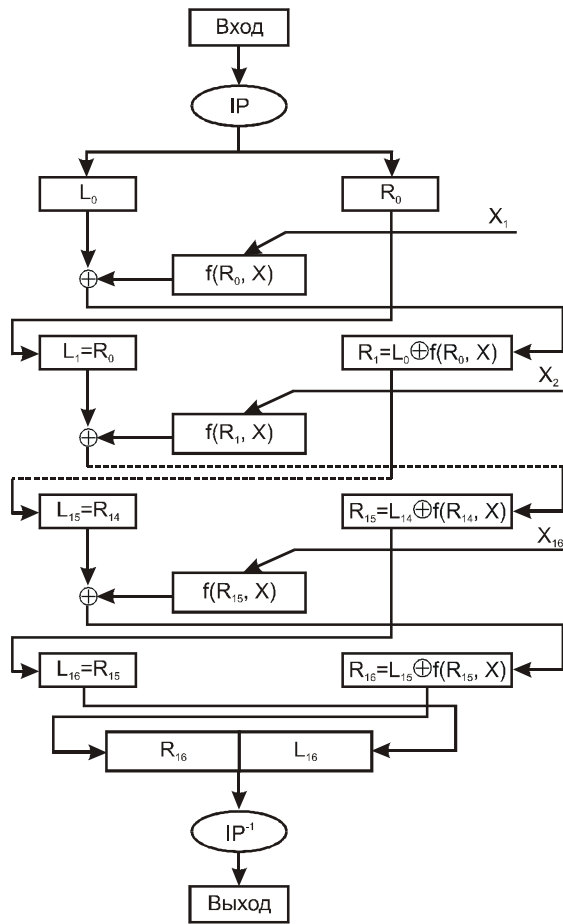 Вход
IP
L₀
R₀
X₁
f(R₀, X)
L₁=R₀
R₁=L₀⊕f(R₀, X)
X₂
f(R₁, X)
L₁₅=R₁₄
R₁₅=L₁₄⊕f(R₁₄, X)
X₁₆
f(R₁₅, X)
L₁₆=R₁₅
R₁₆=L₁₅⊕f(R₁₅, X)
R₁₆
L₁₆
IP⁻¹
Выход